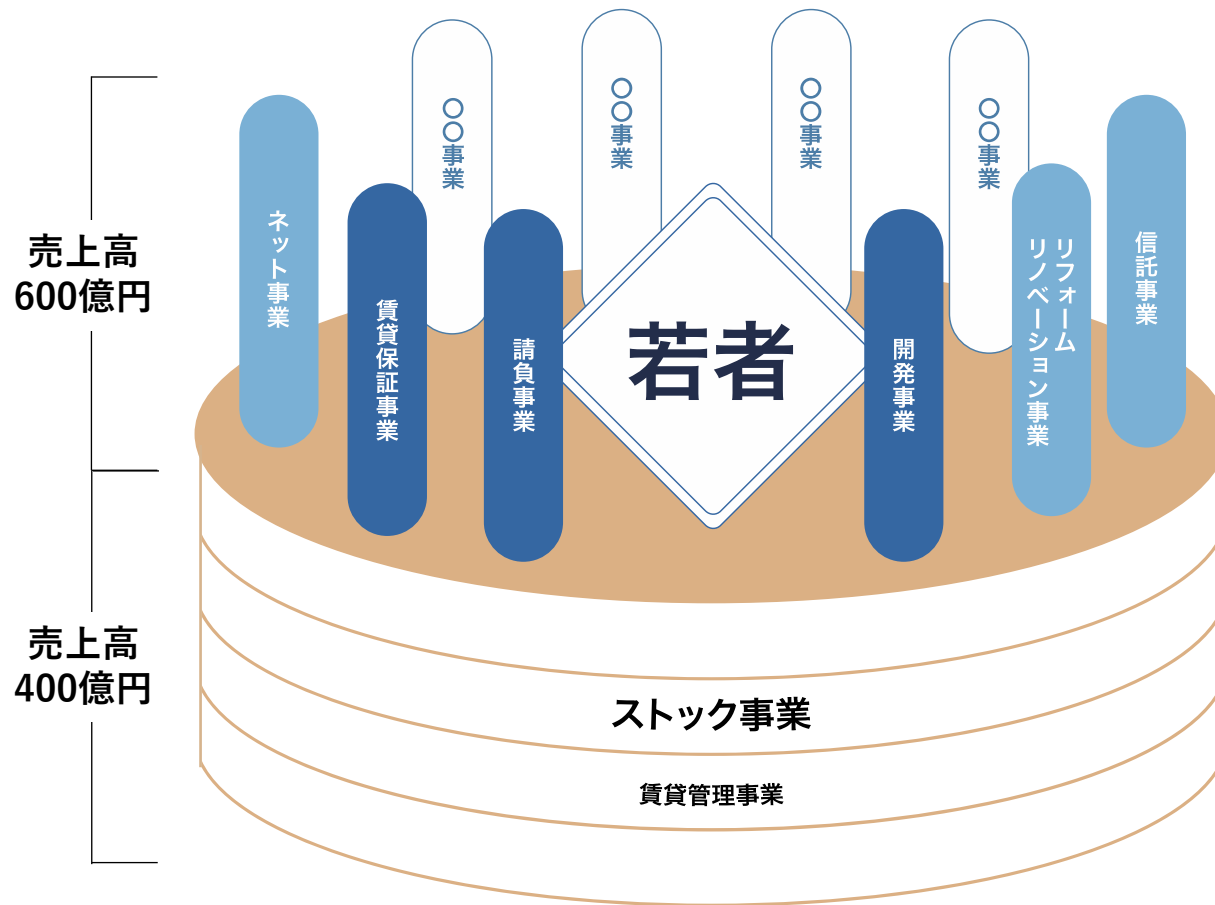 〇〇事業
〇〇事業
〇〇事業
〇〇事業
ネット事業
賃貸保証事業
請負事業
若者
開発事業
リフォーム
リノベーション事業
信託事業
売上高
600億円
売上高
400億円
ストック事業
賃貸管理事業